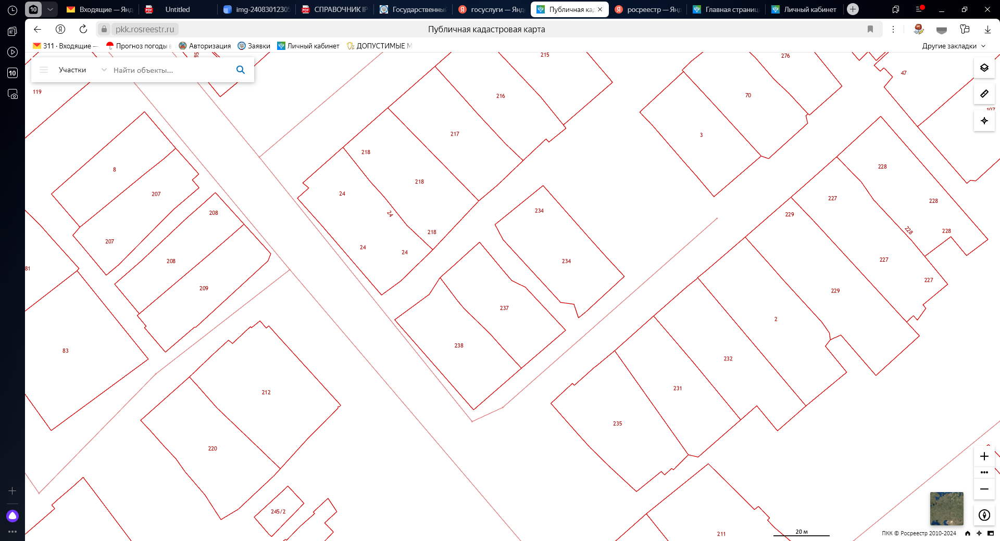 10
Входящие — Янд
Untitled
img-24083012305
СПРАВОЧНИК IP
Государственный
госуслуги — Янд
Публичная ка
росреестр — Янд
Главная страниц
Личный кабинет
pkk.rosreestr.ru
Публичная кадастровая карта
311 · Входящие —
Прогноз погоды в
Авторизация
Заявки
Личный кабинет
ДОПУСТИМЫЕ М
Другие закладки
10
Участки
Найти объекты...
85
215
276
47
119
216
70
107
217
3
218
8
228
218
24
207
227
228
208
24
234
229
218
228
228
207
24
24
208
234
227
81
227
209
229
237
2
238
83
232
231
212
235
220
245/2
211
20 м
ПКК © Росреестр 2010-2024